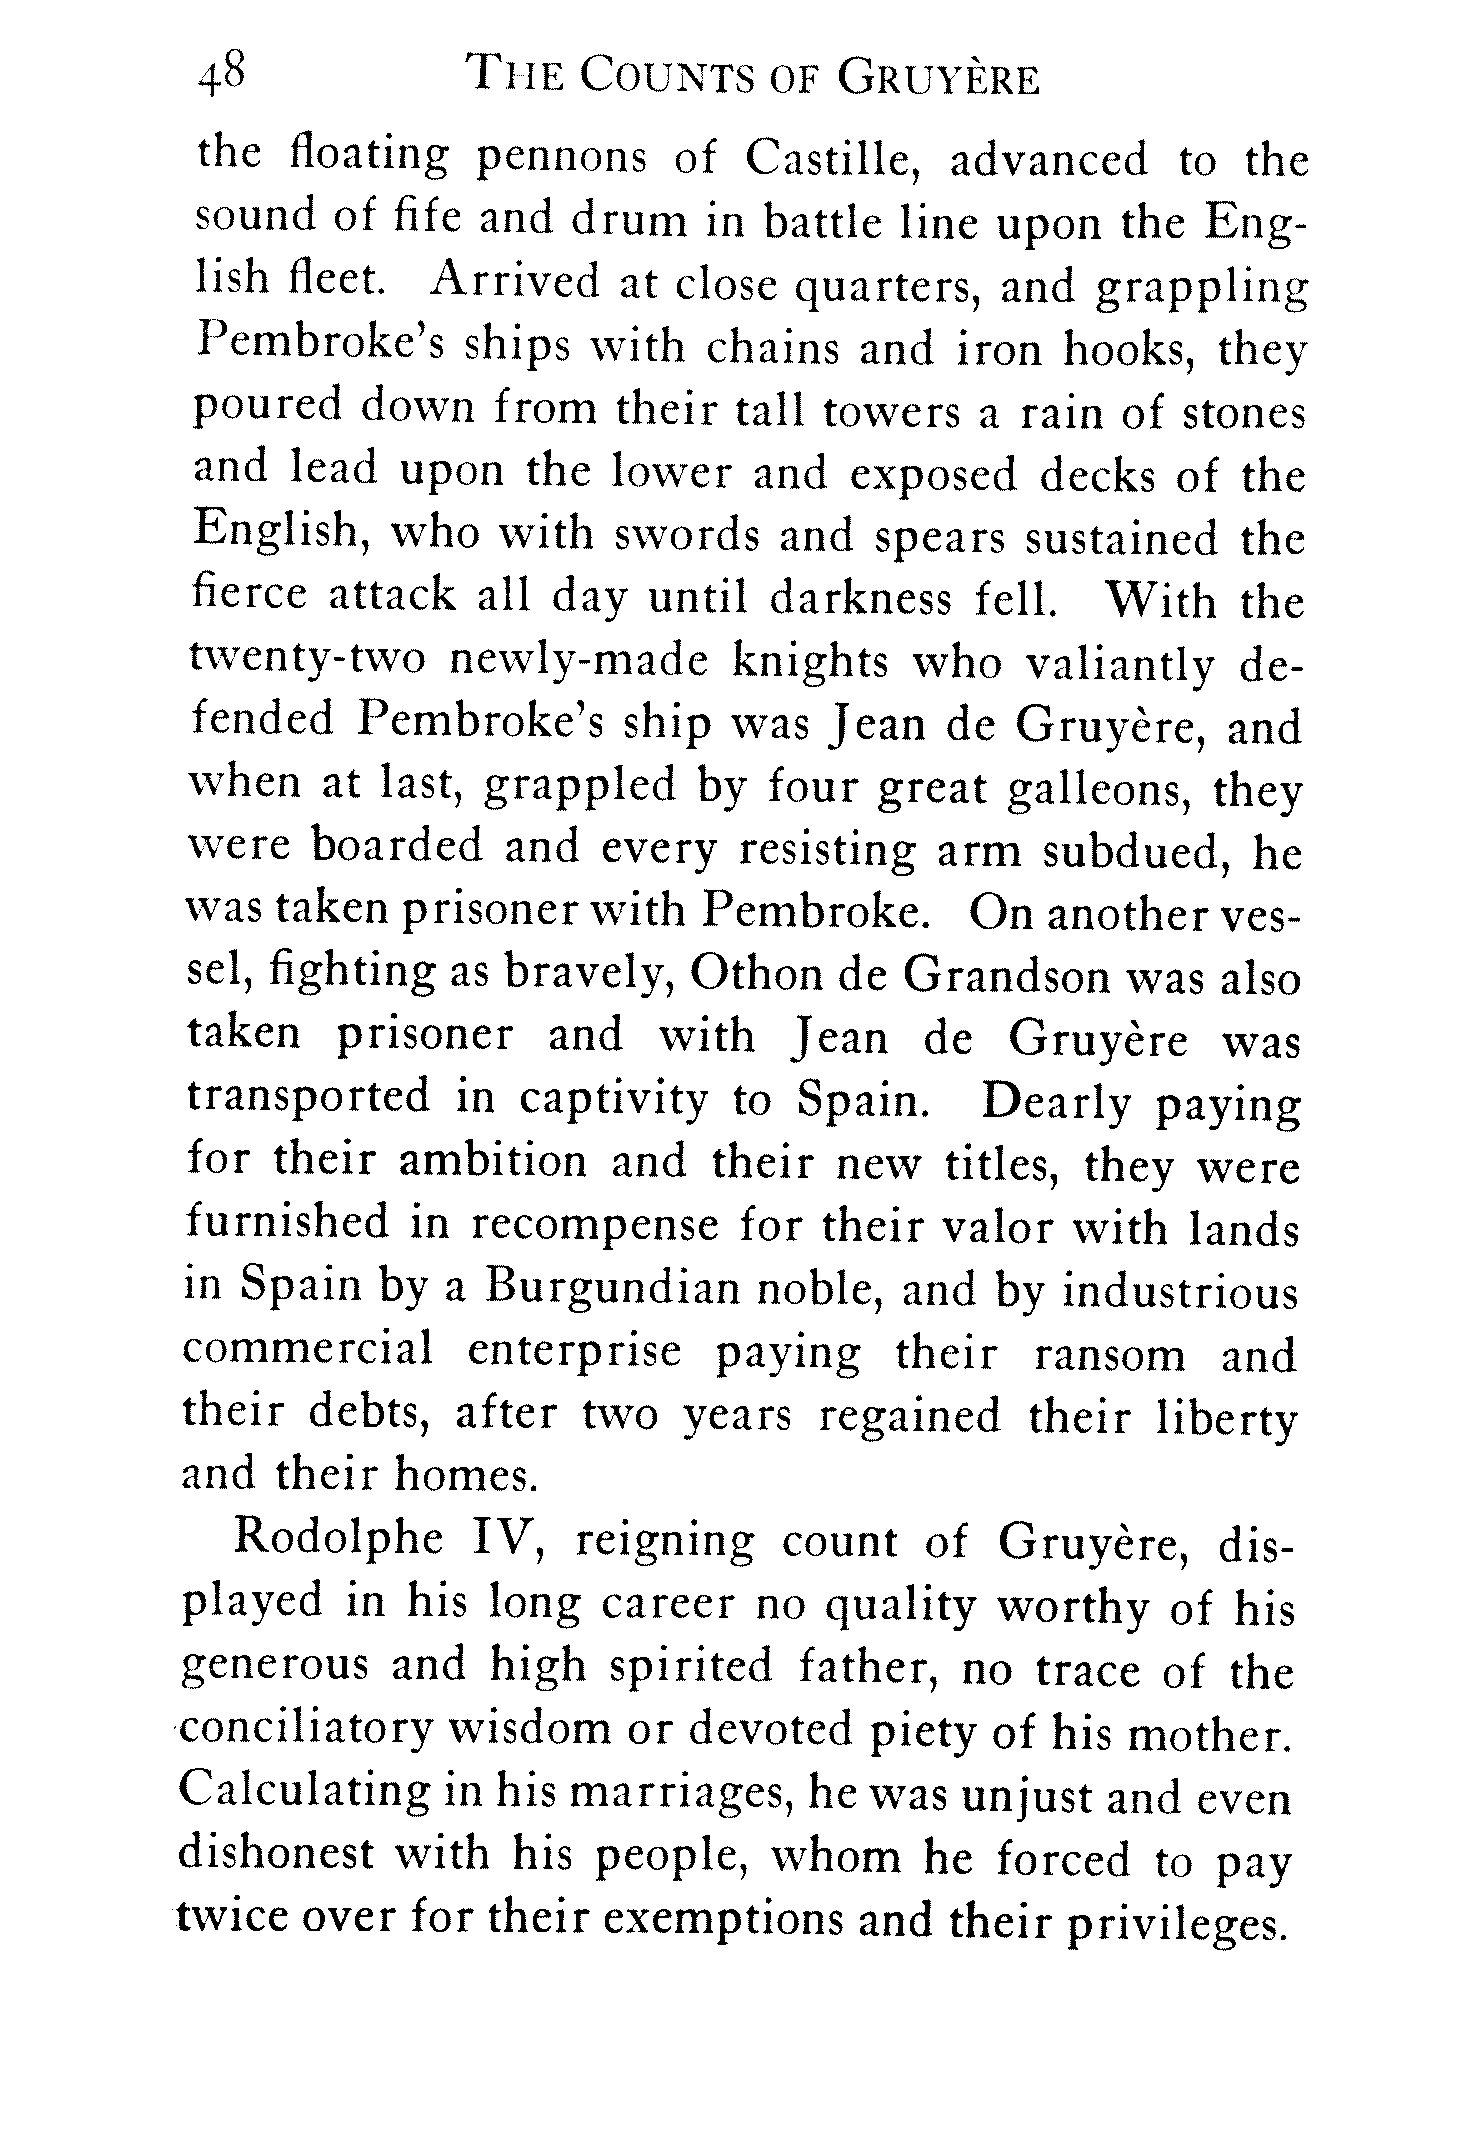 48 THE COUNTS OF GRUYÈRE
the floating pennons of Castille, advanced to the
sound of fife and drum in battle line upon the Eng-
lish fleet. Arrived at close quarters, and grappling
Pembroke's ships with chains and iron hooks, they
poured down from their tall towers a rain of stones
and lead upon the lower and exposed decks of the
English, who with swords and spears sustained the
fierce attack all day until darkness fell. With the
twenty-two newly-made knights who valiantly de-
fended Pembroke's ship was Jean de Gruyère, and
when at last, grappled by four great galleons, they
were boarded and every resisting arm subdued, he
was taken prisoner with Pembroke. On another ves-
sel, fighting as bravely, Othon de Grandson was also
taken prisoner and with Jean de Gruyère was
transported in captivity to Spain. Dearly paying
for their ambition and their new titles, they were
furnished in recompense for their valor with lands
in Spain by a Burgundian noble, and by industrious
commercial enterprise paying their ransom and
their debts, after two years regained their liberty
and their homes.
Rodolphe IV, reigning count of Gruyère, dis-
played in his long career no quality worthy of his
generous and high spirited father, no trace of the
conciliatory wisdom or devoted piety of his mother.
Calculating in his marriages, he was unjust and even
dishonest with his people, whom he forced to pay
twice over for their exemptions and their privileges.